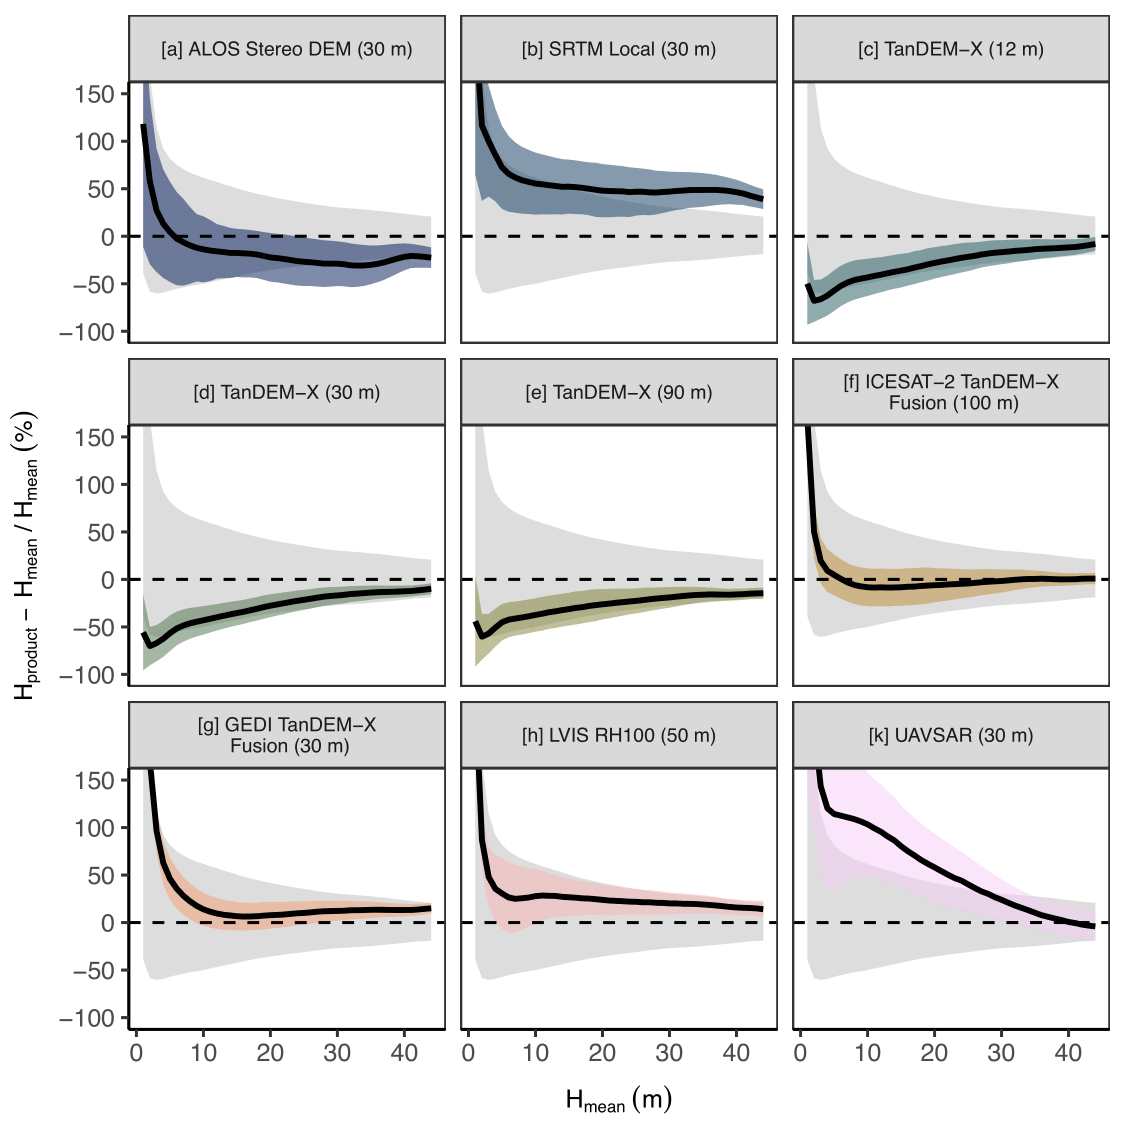 [a] ALOS Stereo DEM (30 m)
[b] SRTM Local (30 m)
[c] TanDEM−X (12 m)
150
100
50
0
−50
−100
[d] TanDEM−X (30 m)
[e] TanDEM−X (90 m)
[f] ICESAT−2 TanDEM−X
Fusion (100 m)
150
100
50
0
−50
−100
Hproduct − Hmean / Hmean (%)
[g] GEDI TanDEM−X
Fusion (30 m)
[h] LVIS RH100 (50 m)
[k] UAVSAR (30 m)
150
100
50
0
−50
−100
0 10 20 30 40
0 10 20 30 40
0 10 20 30 40
Hmean (m)